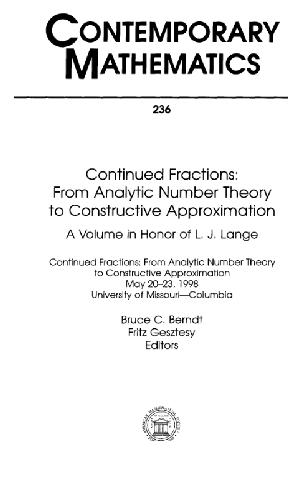 CONTEMPORARY
MATHEMATICS
236
Continued Fractions:
From Analytic Number Theory
to Constructive Approximation
A Volume in Honor of L. J. Lange
Continued Fractions: From Analytic Number Theory
to Constructive Approximation
May 20–23, 1998
University of Missouri—Columbia
Bruce C. Berndt
Fritz Gesztesy
Editors